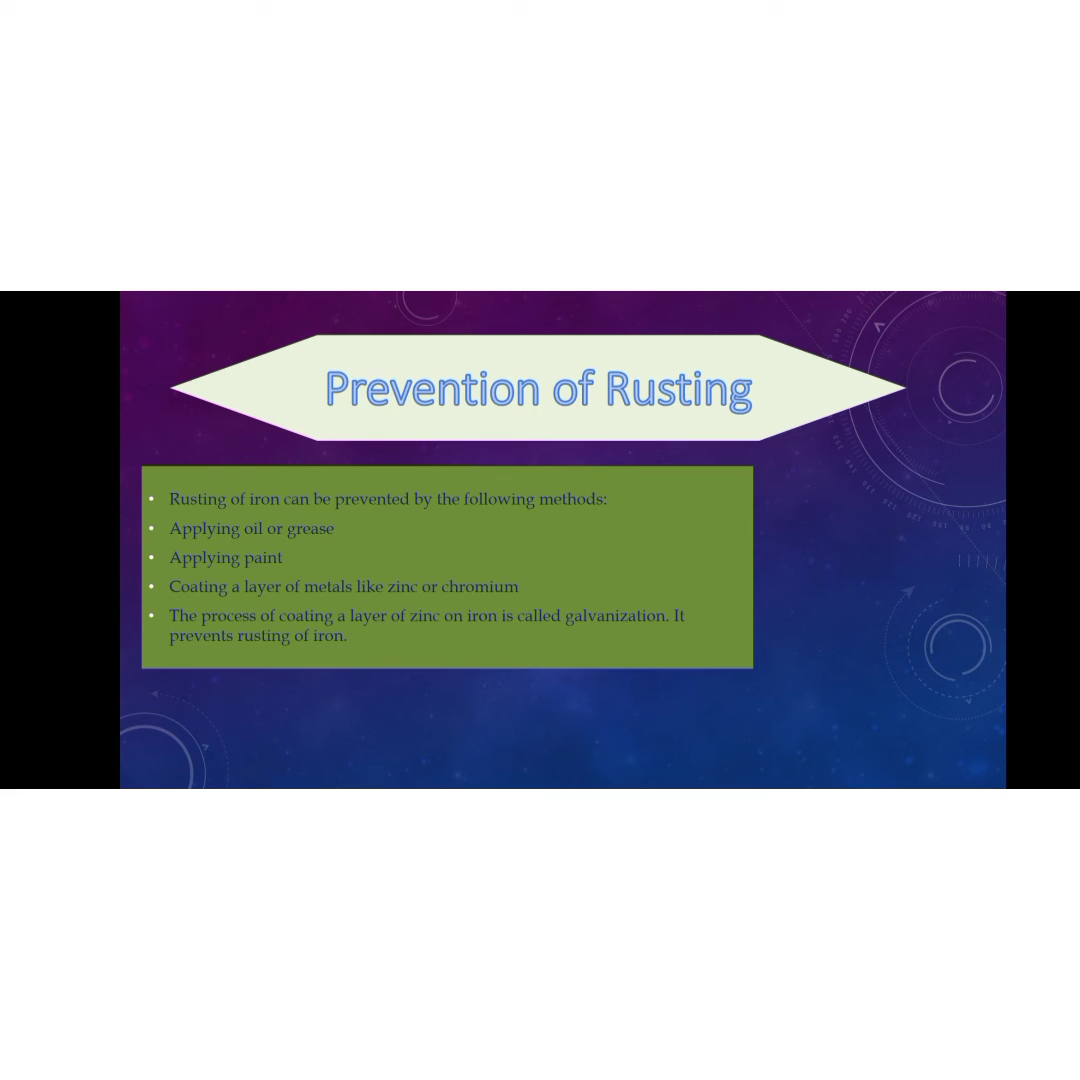 Prevention of Rusting
• Rusting of iron can be prevented by the following methods:
• Applying oil or grease
• Applying paint
• Coating a layer of metals like zinc or chromium
• The process of coating a layer of zinc on iron is called galvanization. It
prevents rusting of iron.